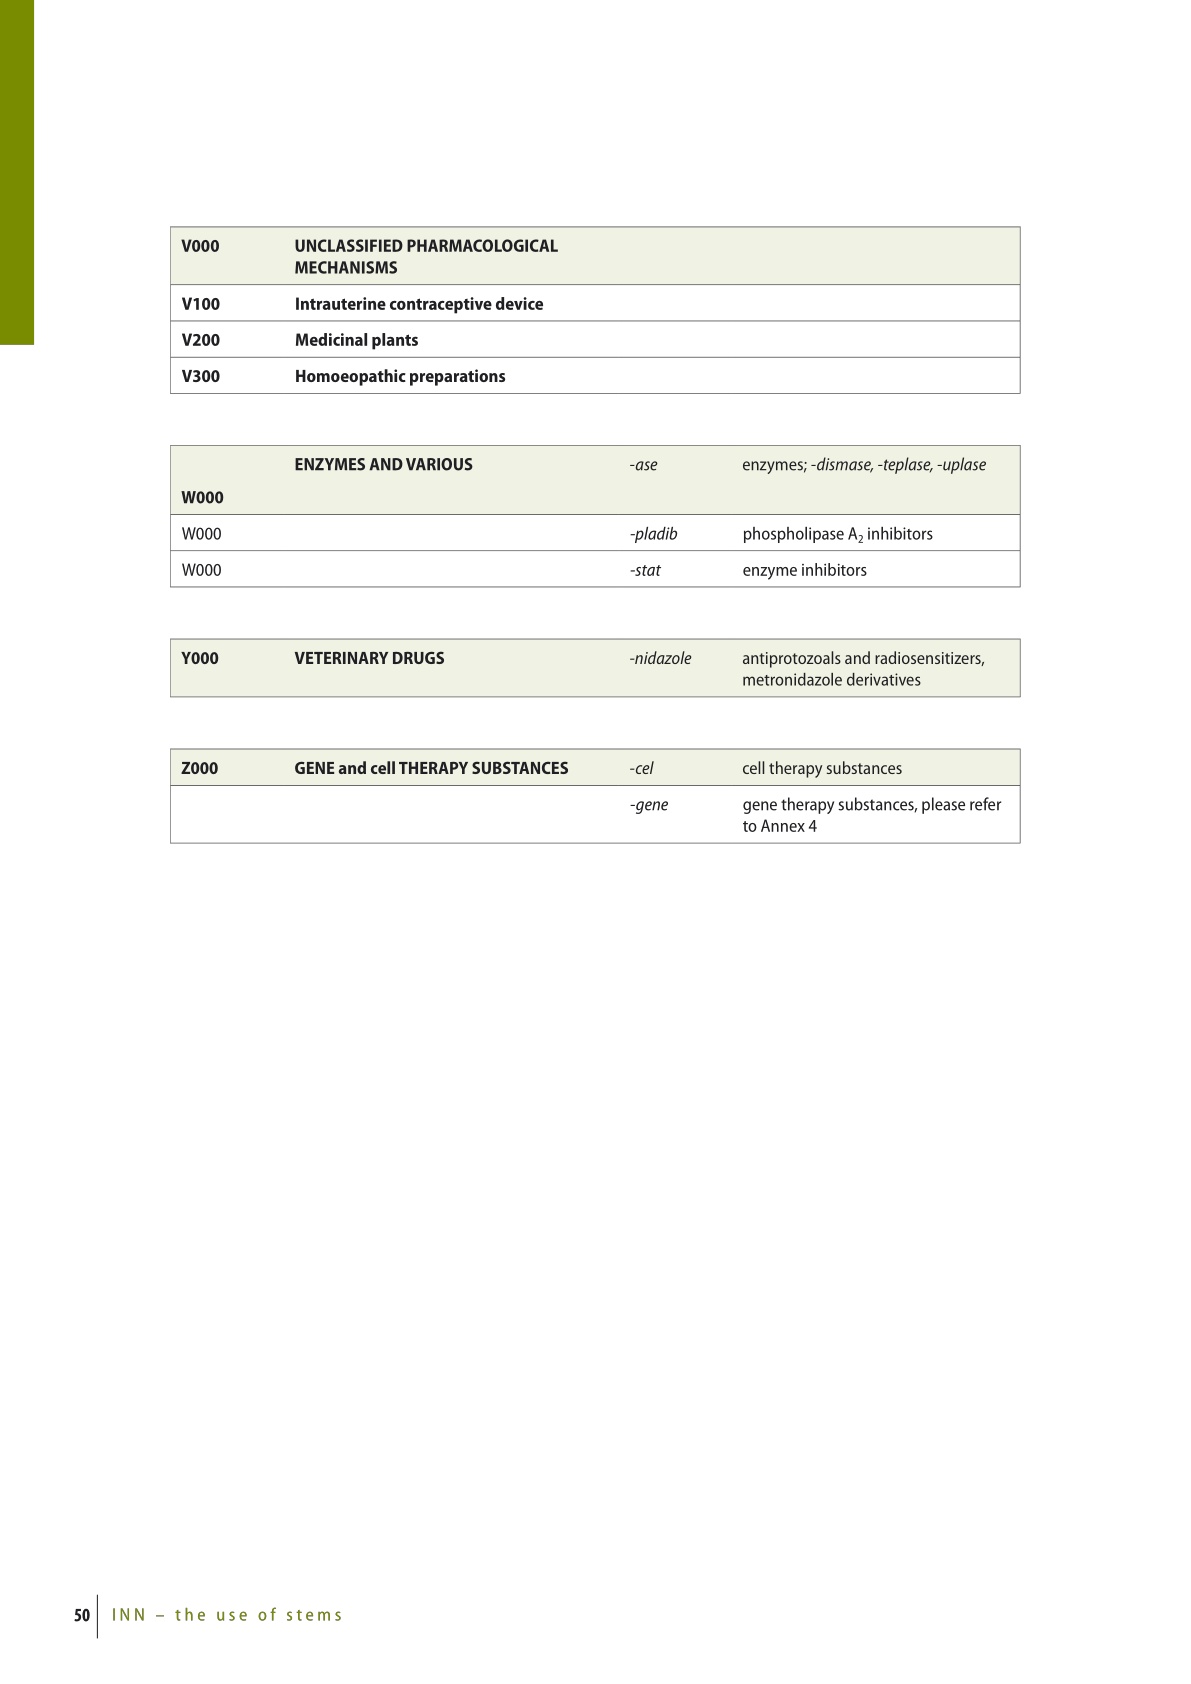 V000 UNCLASSIFIED PHARMACOLOGICAL
MECHANISMS
V100 Intrauterine contraceptive device
V200 Medicinal plants
V300 Homoeopathic preparations
ENZYMES AND VARIOUS -ase enzymes; -dismase, -teplase, -uplase
W000
W000 -pladib phospholipase A₂ inhibitors
W000 -stat enzyme inhibitors
Y000 VETERINARY DRUGS -nidazole antiprotozoals and radiosensitizers,
metronidazole derivatives
Z000 GENE and cell THERAPY SUBSTANCES -cel cell therapy substances
-gene gene therapy substances, please refer
to Annex 4
50 INN – the use of stems